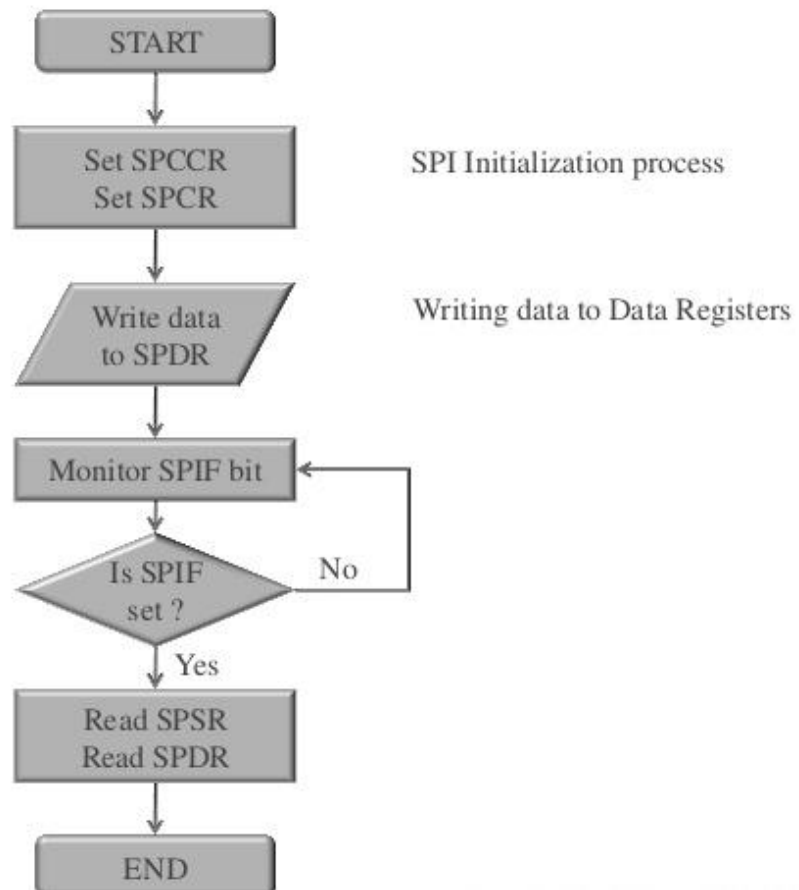 START
Set SPCCR
Set SPCR
SPI Initialization process
Write data
to SPDR
Writing data to Data Registers
Monitor SPIF bit
Is SPIF
set ?
No
Yes
Read SPSR
Read SPDR
END